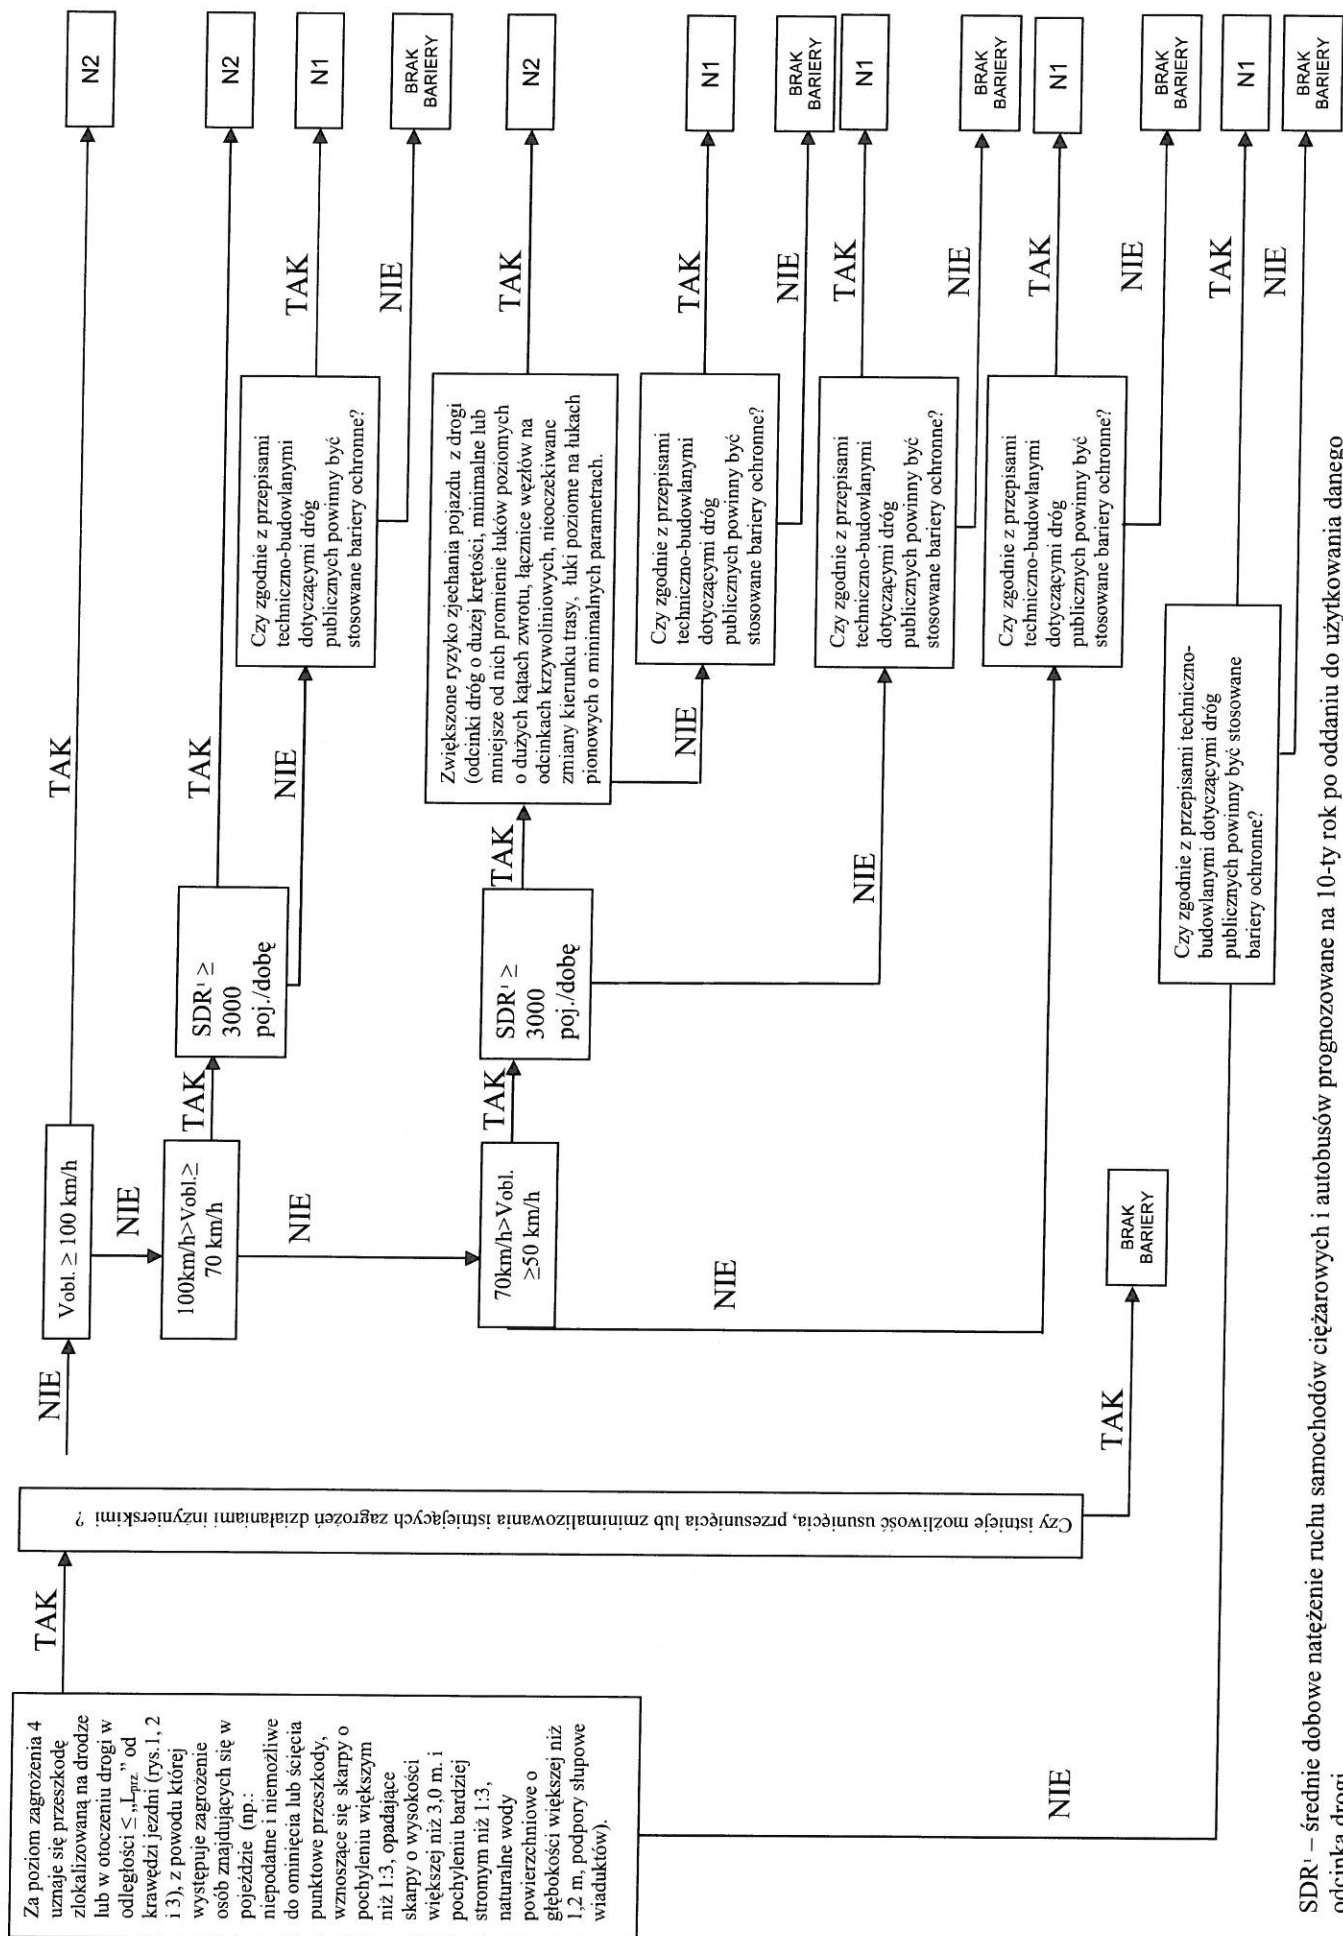 Za poziom zagrożenia 4
uznaje się przeszkodę
zlokalizowaną na drodze
lub w otoczeniu drogi w
odległości ≤ „Lprz.” od
krawędzi jezdni (rys.1, 2
i 3), z powodu której
występuje zagrożenie
osób znajdujących się w
pojeździe (np.:
niepodatne i niemożliwe
do ominięcia lub ścięcia
punktowe przeszkody,
wznoszące się skarpy o
pochyleniu większym
niż 1:3, opadające
skarpy o wysokości
większej niż 3,0 m. i
pochyleniu bardziej
stromym niż 1:3,
naturalne wody
powierzchniowe o
głębokości większej niż
1,2 m, podpory słupowe
wiaduktów).
TAK
NIE
Czy istnieje możliwość usunięcia, przesunięcia lub zminimalizowania istniejących zagrożeń działaniami inżynierskimi ?
NIE
TAK
BRAK
BARIERY
Vobl. ≥ 100 km/h
TAK
N2
NIE
100km/h>Vobl.≥
70 km/h
TAK
SDR¹ ≥
3000
poj./dobę
TAK
N2
NIE
Czy zgodnie z przepisami
techniczno-budowlanymi
dotyczącymi dróg
publicznych powinny być
stosowane bariery ochronne?
TAK
N1
NIE
BRAK
BARIERY
NIE
70km/h>Vobl.
≥50 km/h
TAK
SDR¹ ≥
3000
poj./dobę
TAK
Zwiększone ryzyko zjechania pojazdu z drogi
(odcinki dróg o dużej krętości, minimalne lub
mniejsze od nich promienie łuków poziomych
o dużych kątach zwrotu, łącznice węzłów na
odcinkach krzywoliniowych, nieoczekiwane
zmiany kierunku trasy, łuki poziome na łukach
pionowych o minimalnych parametrach.
TAK
N2
NIE
Czy zgodnie z przepisami
techniczno-budowlanymi
dotyczącymi dróg
publicznych powinny być
stosowane bariery ochronne?
TAK
N1
NIE
BRAK
BARIERY
NIE
Czy zgodnie z przepisami
techniczno-budowlanymi
dotyczącymi dróg
publicznych powinny być
stosowane bariery ochronne?
TAK
N1
NIE
BRAK
BARIERY
NIE
Czy zgodnie z przepisami
techniczno-budowlanymi
dotyczącymi dróg
publicznych powinny być
stosowane bariery ochronne?
TAK
N1
NIE
BRAK
BARIERY
Czy zgodnie z przepisami techniczno-
budowlanymi dotyczącymi dróg
publicznych powinny być stosowane
bariery ochronne?
TAK
N1
NIE
BRAK
BARIERY
SDR¹ – średnie dobowe natężenie ruchu samochodów ciężarowych i autobusów prognozowane na 10-ty rok po oddaniu do użytkowania danego
odcinka drogi